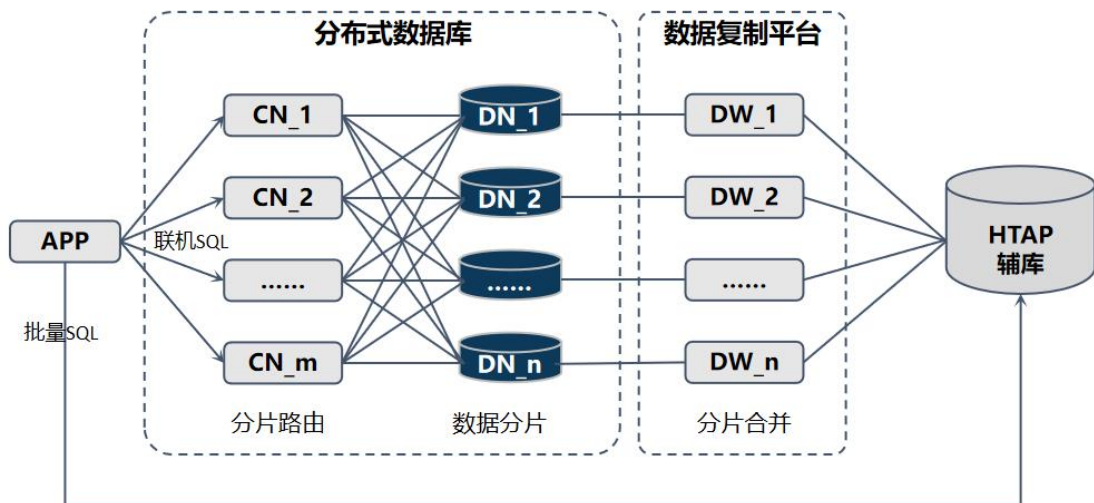 分布式数据库
数据复制平台
CN_1
DN_1
DW_1
CN_2
DN_2
DW_2
APP
联机SQL
HTAP
辅库
......
......
......
批量SQL
CN_m
DN_n
DW_n
分片路由
数据分片
分片合并